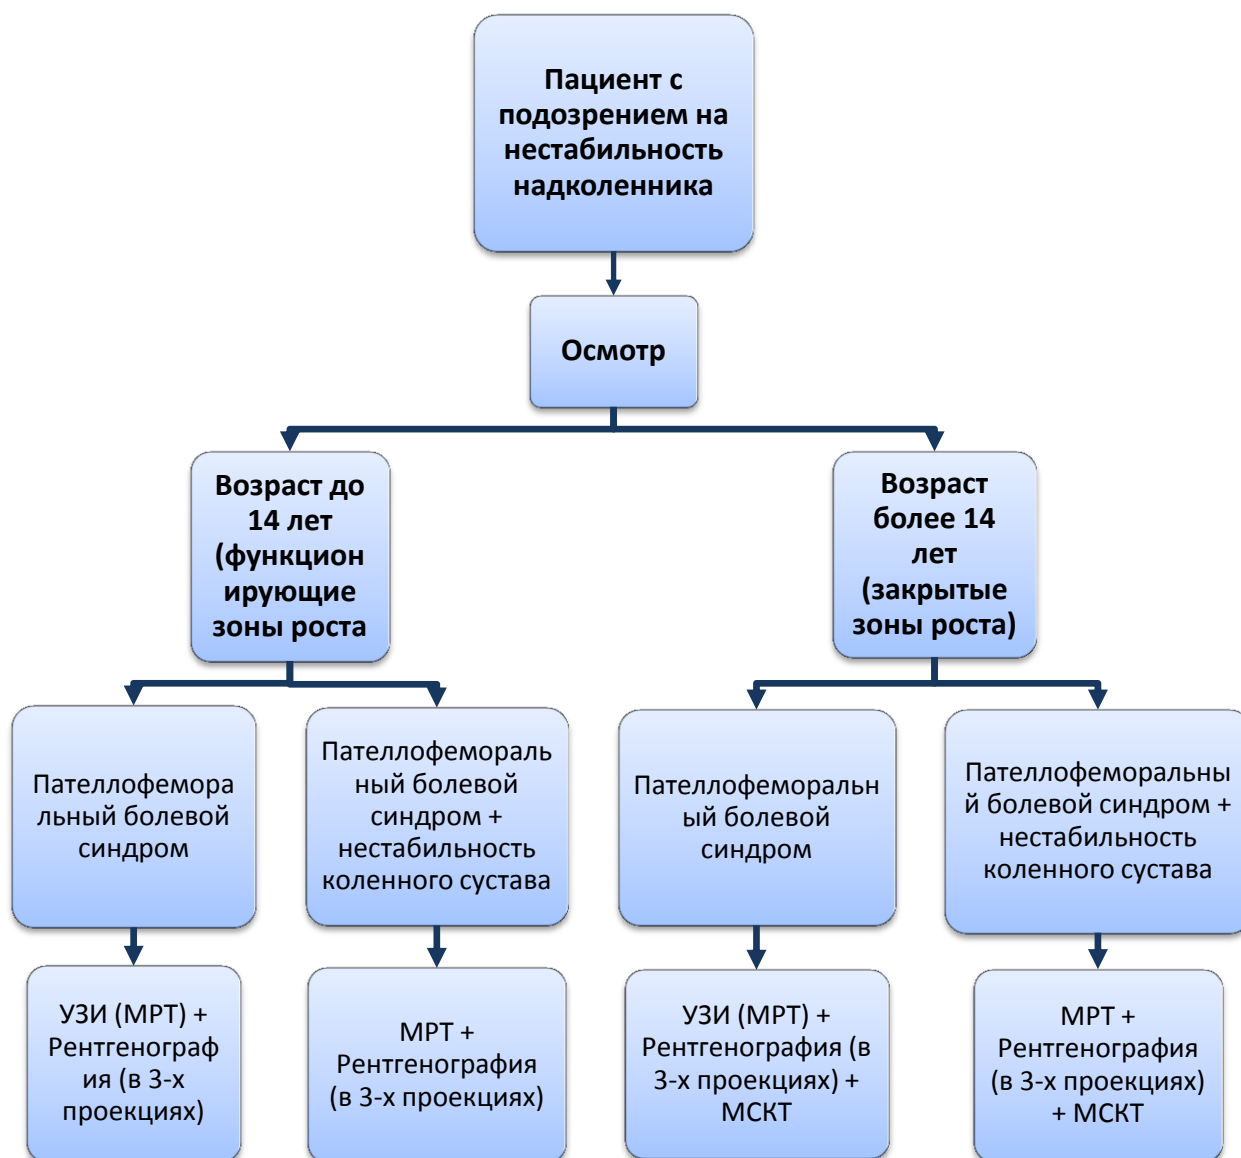 Пациент с
подозрением на
нестабильность
надколенника
Осмотр
Возраст до
14 лет
(функцион
ирующие
зоны роста
Возраст
более 14
лет
(закрытые
зоны роста)
Пателлофемора
льный болевой
синдром
Пателлофемораль
ный болевой
синдром +
нестабильность
коленного сустава
Пателлофеморальн
ый болевой
синдром
Пателлофеморальны
й болевой синдром +
нестабильность
коленного сустава
УЗИ (МРТ) +
Рентгенограф
ия (в 3-х
проекциях)
МРТ +
Рентгенография
(в 3-х проекциях)
УЗИ (МРТ) +
Рентгенография (в
3-х проекциях) +
МСКТ
МРТ +
Рентгенография
(в 3-х проекциях)
+ МСКТ